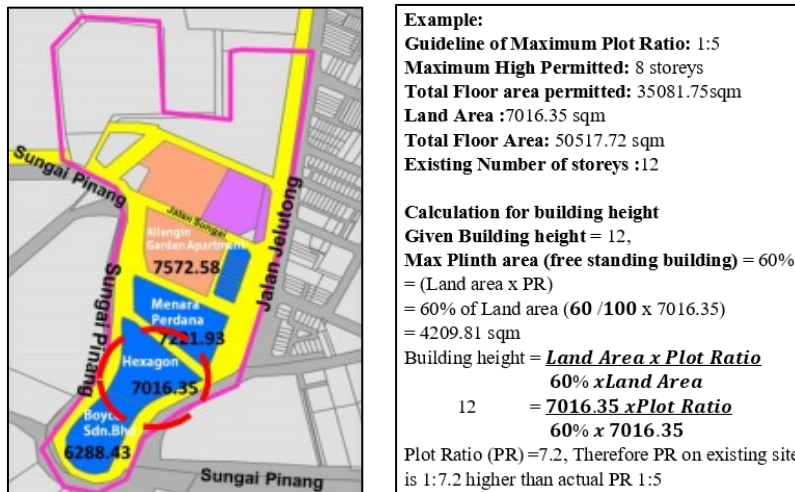 Sungai Pinang
Jalan Sungai
Kilangin
Garden Apartment
7572.58
Jalan Jelutong
Sungai Pinang
Menara
Perdana
7221.93
Hexagon
7016.35
Boyce
Sdn.Bhd
6288.43
Sungai Pinang
Example:
Guideline of Maximum Plot Ratio: 1:5
Maximum High Permitted: 8 storeys
Total Floor area permitted: 35081.75sqm
Land Area :7016.35 sqm
Total Floor Area: 50517.72 sqm
Existing Number of storeys :12
Calculation for building height
Given Building height = 12,
Max Plinth area (free standing building) = 60%
= (Land area x PR)
= 60% of Land area (60 /100 x 7016.35)
= 4209.81 sqm
Building height = Land Area x Plot Ratio
60% xLand Area
12 = 7016.35 xPlot Ratio
60% x 7016.35
Plot Ratio (PR) =7.2, Therefore PR on existing site
is 1:7.2 higher than actual PR 1:5